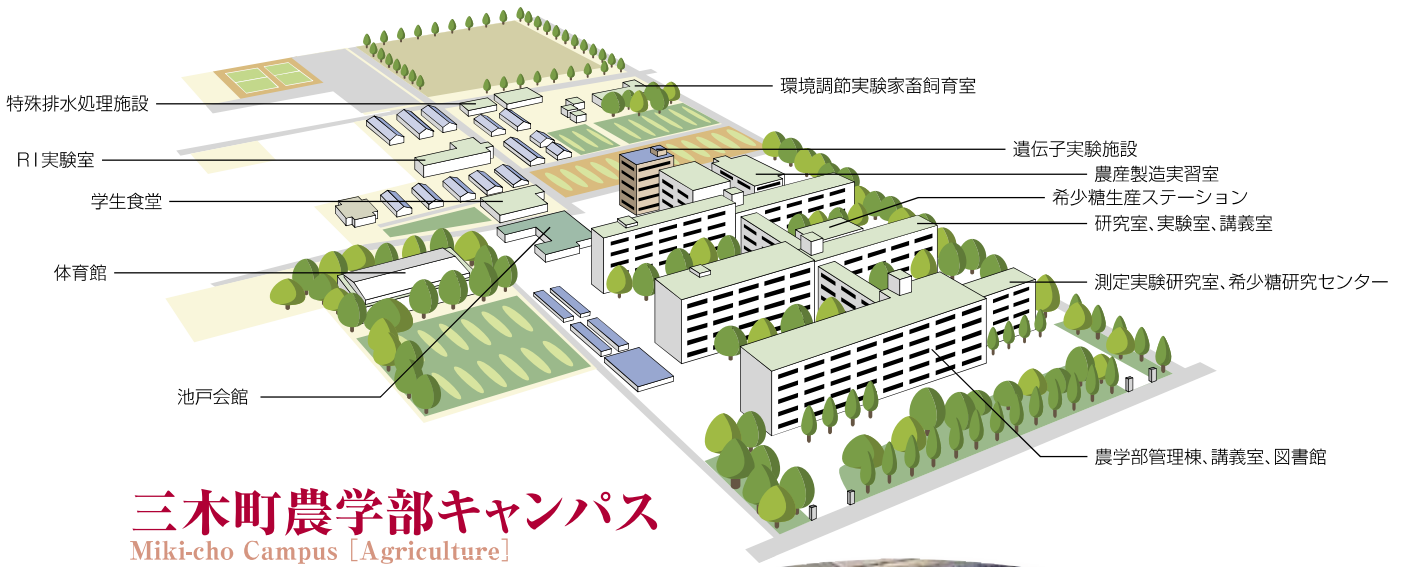 特殊排水処理施設
RI実験室
学生食堂
体育館
池戸会館
環境調節実験家畜飼育室
遺伝子実験施設
農産製造実習室
希少糖生産ステーション
研究室、実験室、講義室
測定実験研究室、希少糖研究センター
農学部管理棟、講義室、図書館
三木町農学部キャンパス
Miki-cho Campus [Agriculture]